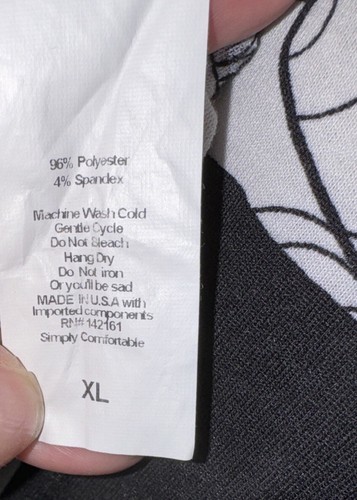 96% Polyester
4% Spandex
Machine Wash Cold
Gentle Cycle
Do Not Bleach
Hang Dry
Do Not iron
Or you'll be sad
MADE IN U.S.A with
Imported components
RN# 142161
Simply Comfortable
XL